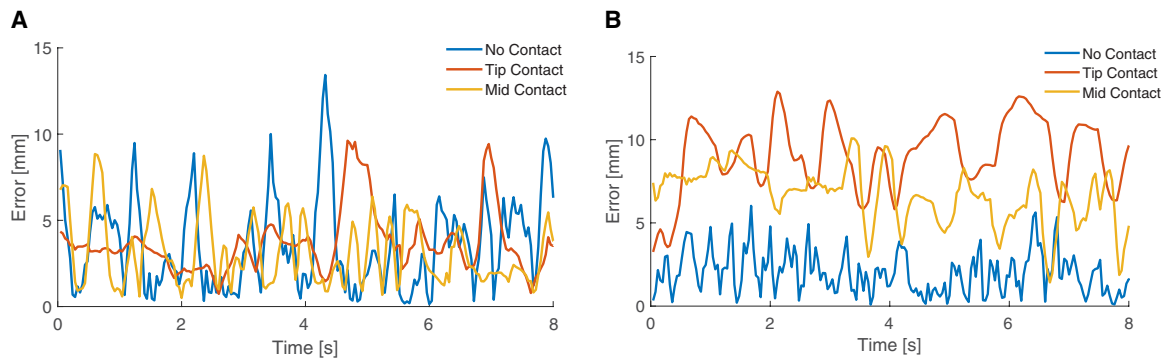 A
No Contact
Tip Contact
Mid Contact
Error [mm]
15
10
5
0
0 2 4 6 8
Time [s]
B
No Contact
Tip Contact
Mid Contact
Error [mm]
15
10
5
0
0 2 4 6 8
Time [s]